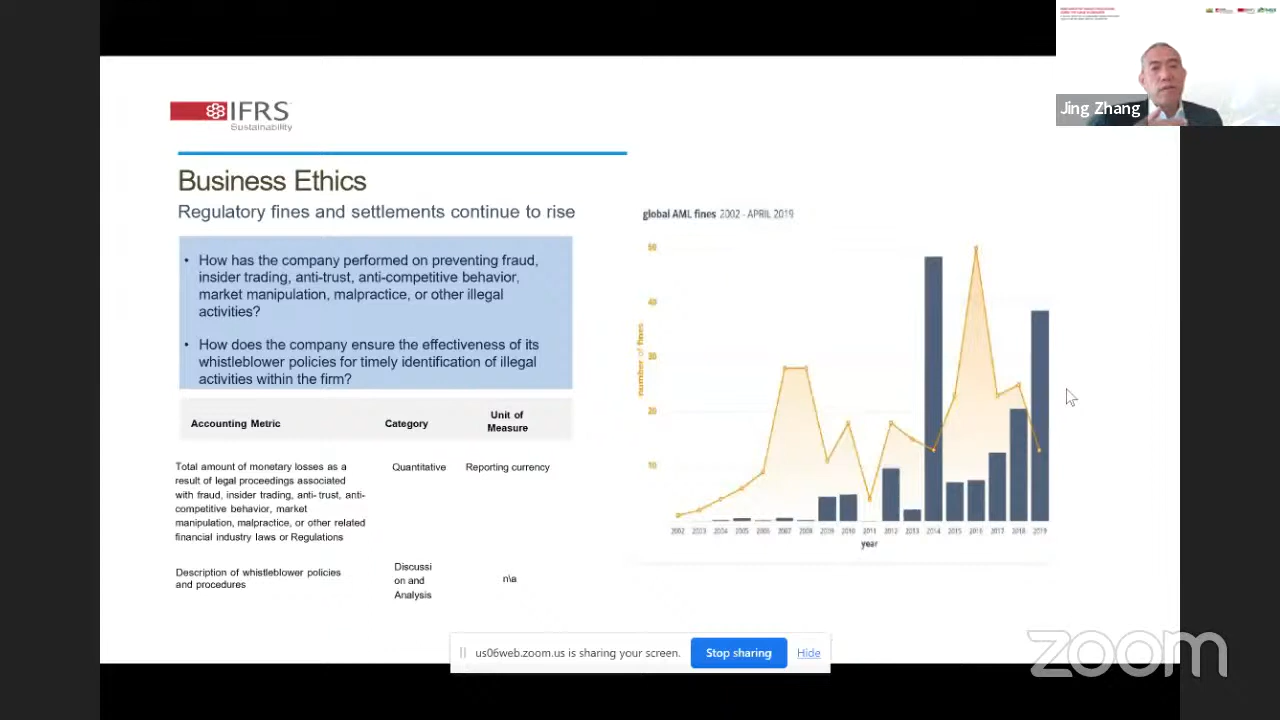 Jing Zhang
IFRS
Sustainability
Business Ethics
Regulatory fines and settlements continue to rise
• How has the company performed on preventing fraud,
insider trading, anti-trust, anti-competitive behavior,
market manipulation, malpractice, or other illegal
activities?
• How does the company ensure the effectiveness of its
whistleblower policies for timely identification of illegal
activities within the firm?
Accounting Metric Category Unit of
Measure
Total amount of monetary losses as a
result of legal proceedings associated
with fraud, insider trading, anti- trust, anti-
competitive behavior, market
manipulation, malpractice, or other related
financial industry laws or Regulations
Quantitative Reporting currency
Description of whistleblower policies
and procedures
Discussi
on and
Analysis
n\a
global AML fines 2002 - APRIL 2019
number of fines
50
40
30
20
10
2002 2003 2004 2005 2006 2007 2008 2009 2010 2011 2012 2013 2014 2015 2016 2017 2018 2019
year
us06web.zoom.us is sharing your screen. Stop sharing Hide
zoom